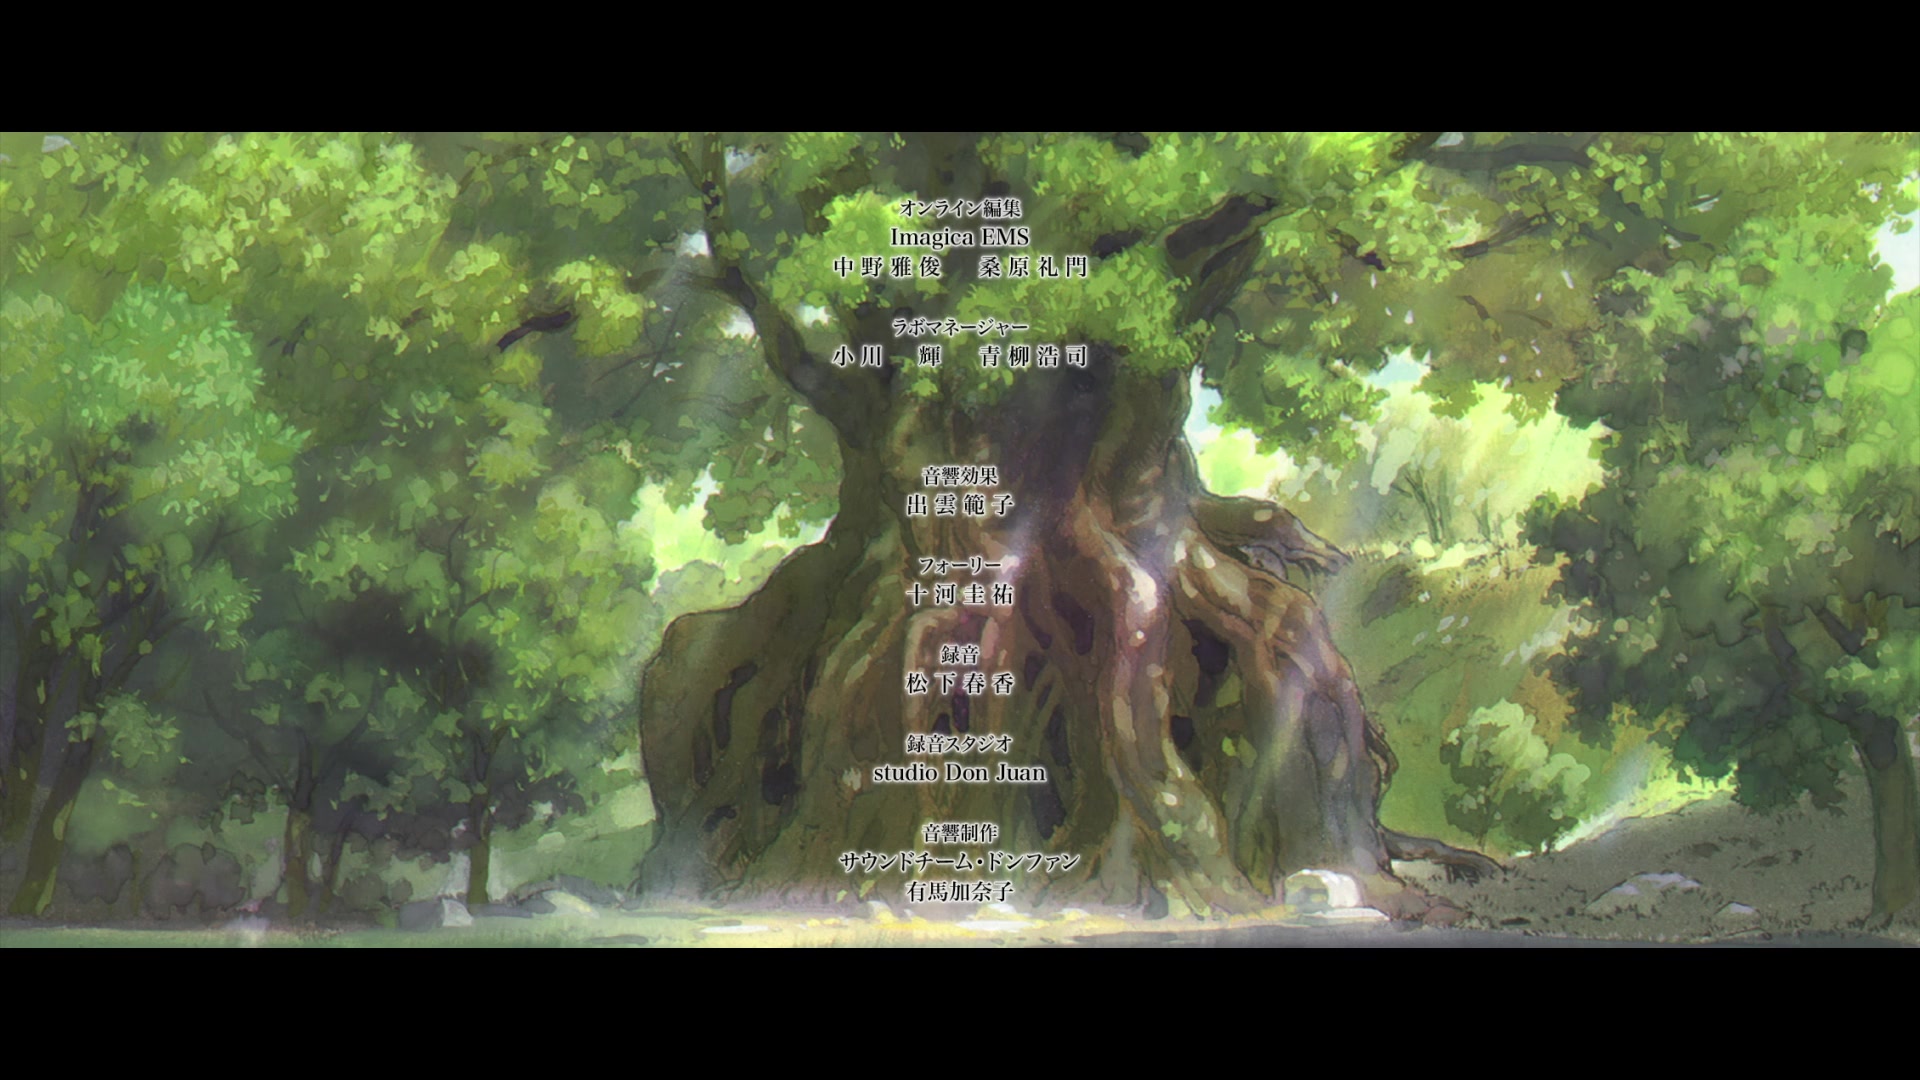 オンライン編集
Imagica EMS
中野雅俊　桑原礼門
ラボマネージャー
小川　輝　青柳浩司
音響効果
出雲範子
フォーリー
十河圭祐
録音
松下春香
録音スタジオ
studio Don Juan
音響制作
サウンドチーム・ドンファン
有馬加奈子